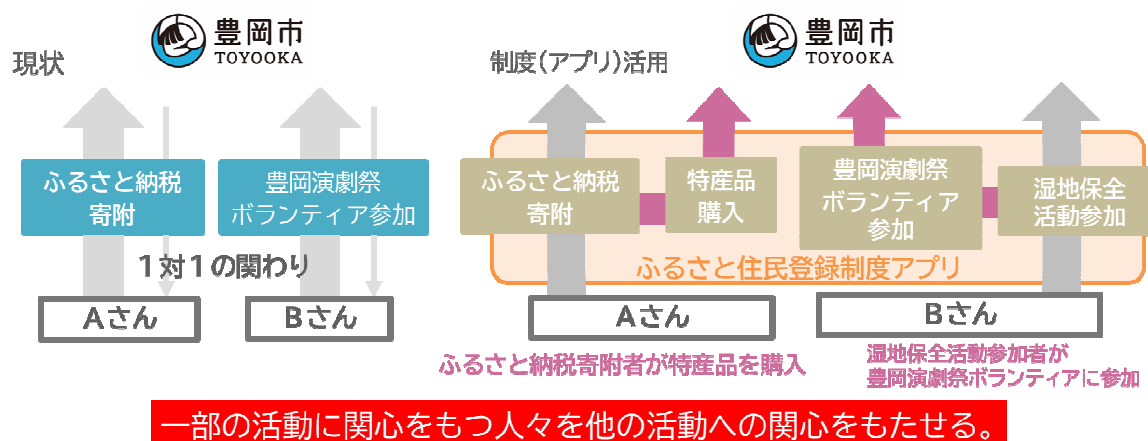 豊岡市
TOYOOKA
現状
ふるさと納税
寄附
豊岡演劇祭
ボランティア参加
1対1の関わり
Aさん
Bさん
豊岡市
TOYOOKA
制度(アプリ)活用
ふるさと納税
寄附
特産品
購入
豊岡演劇祭
ボランティア
参加
湿地保全
活動参加
ふるさと住民登録制度アプリ
Aさん
Bさん
ふるさと納税寄附者が特産品を購入
湿地保全活動参加者が
豊岡演劇祭ボランティアに参加
一部の活動に関心をもつ人々を他の活動への関心をもたせる。